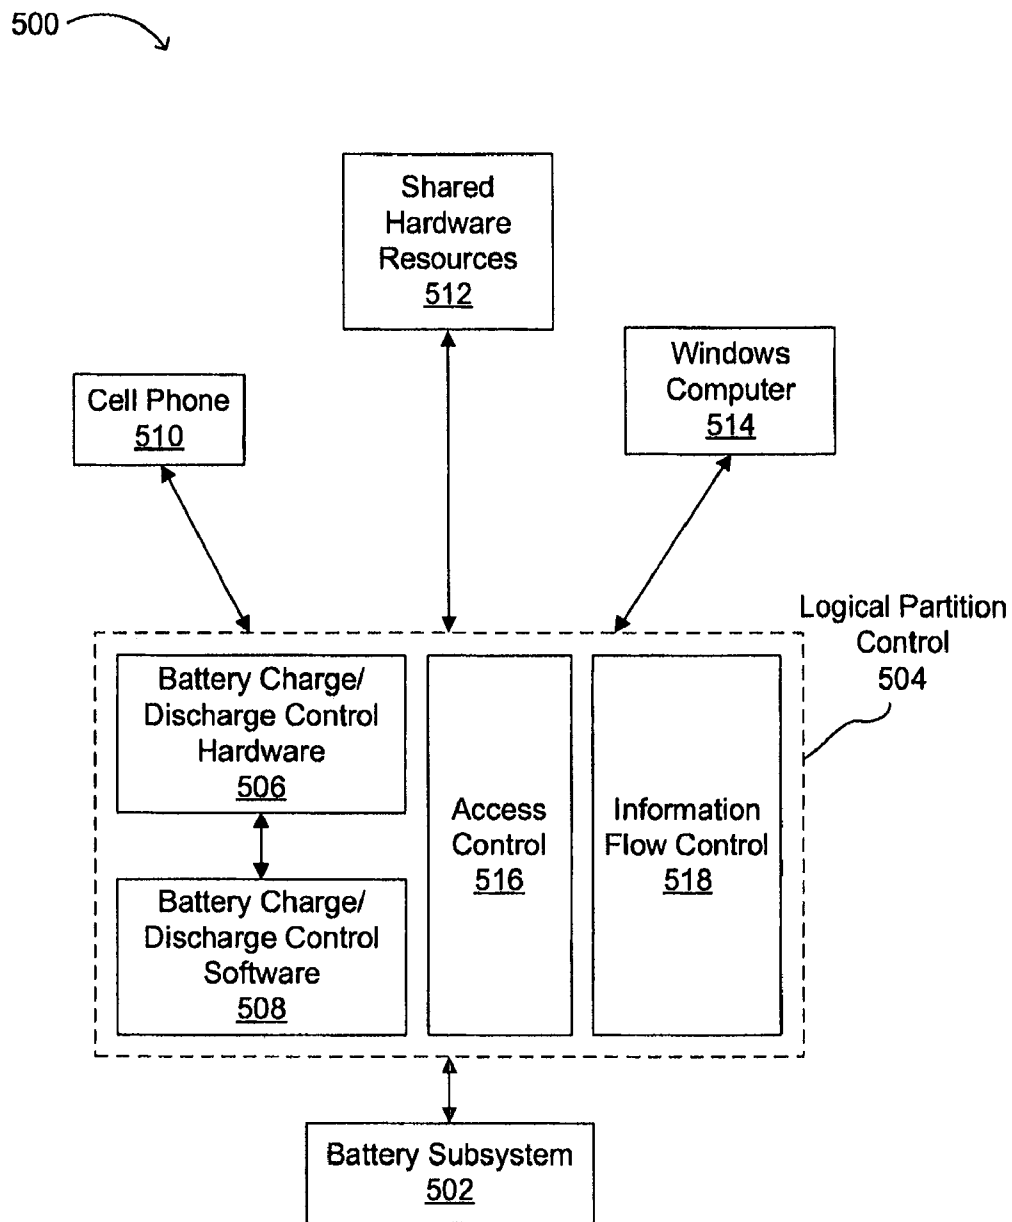 500
Shared
Hardware
Resources
512
Windows
Computer
514
Cell Phone
510
Logical Partition
Control
504
Battery Charge/
Discharge Control
Hardware
506
Access
Control
516
Information
Flow Control
518
Battery Charge/
Discharge Control
Software
508
Battery Subsystem
502